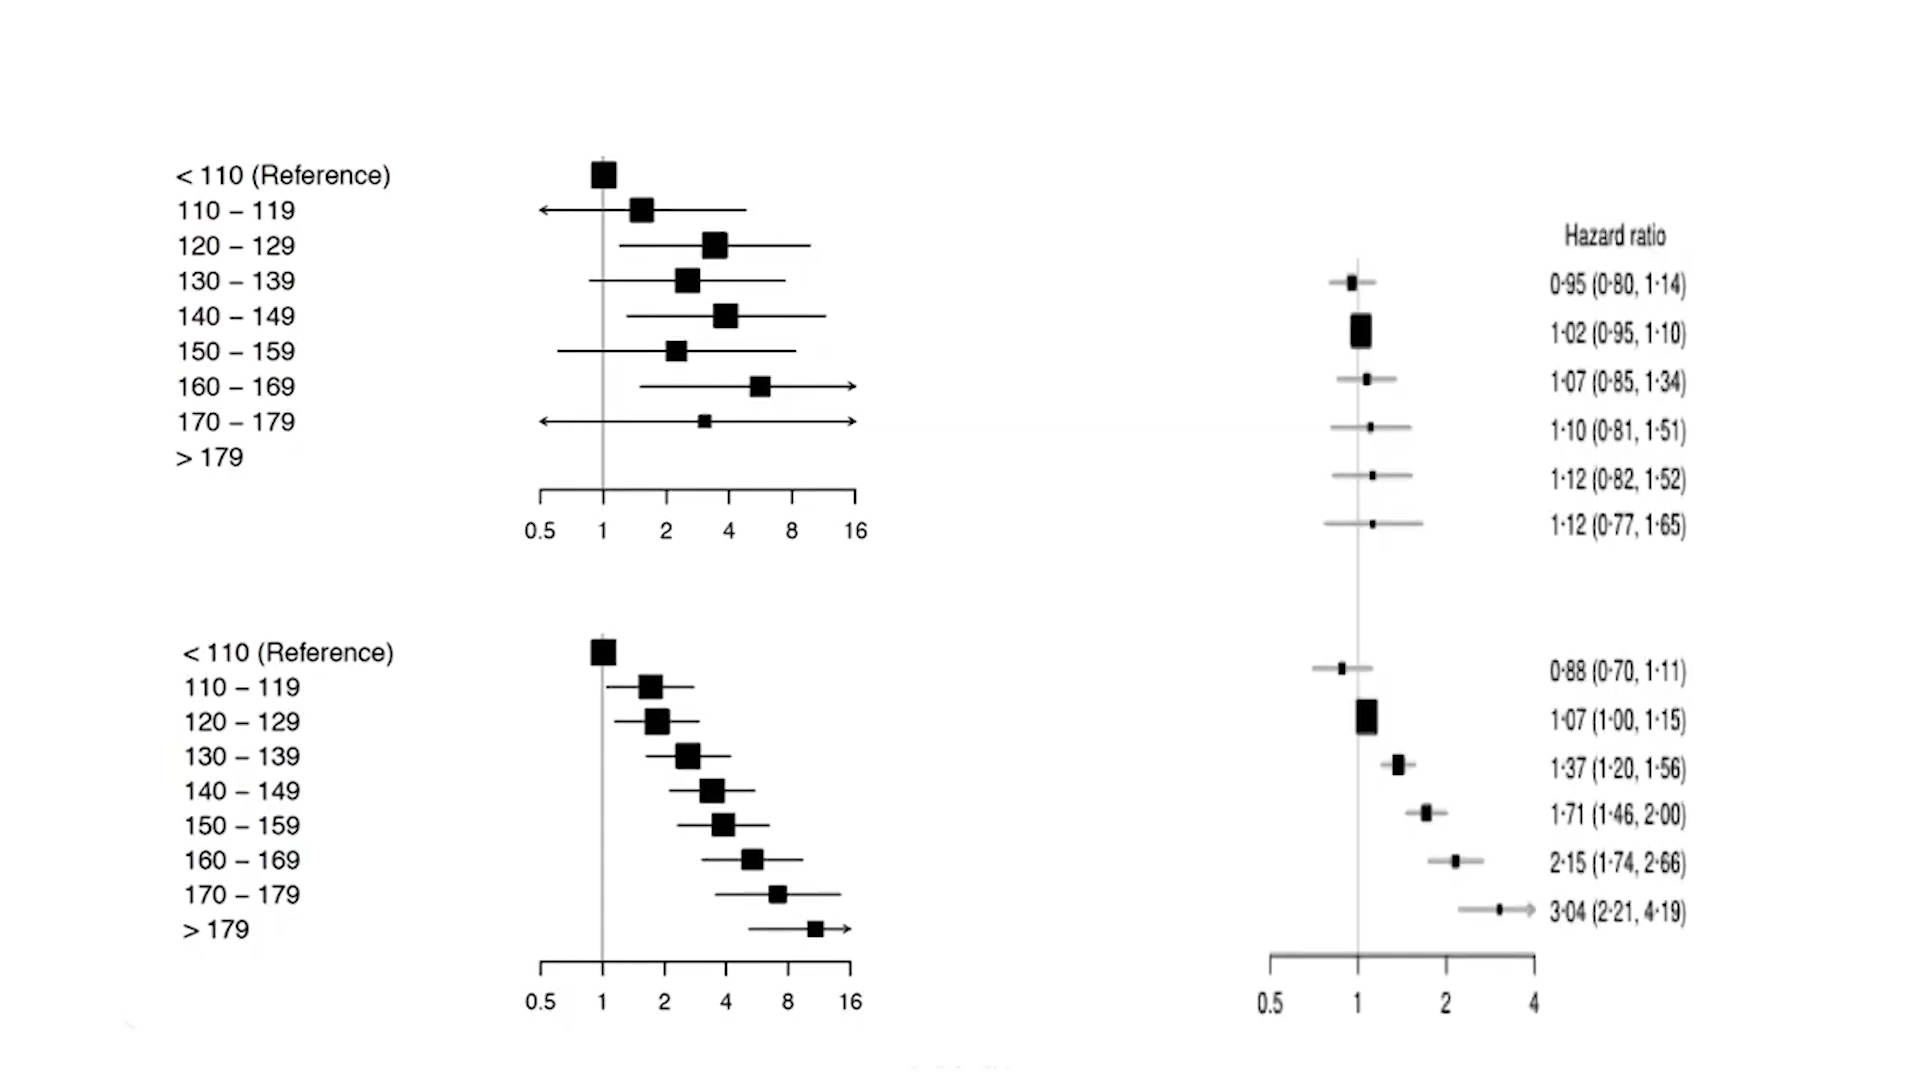 < 110 (Reference)
110 – 119
120 – 129
130 – 139
140 – 149
150 – 159
160 – 169
170 – 179
> 179
0.5 1 2 4 8 16
< 110 (Reference)
110 – 119
120 – 129
130 – 139
140 – 149
150 – 159
160 – 169
170 – 179
> 179
0.5 1 2 4 8 16
Hazard ratio
0·95 (0·80, 1·14)
1·02 (0·95, 1·10)
1·07 (0·85, 1·34)
1·10 (0·81, 1·51)
1·12 (0·82, 1·52)
1·12 (0·77, 1·65)
0·88 (0·70, 1·11)
1·07 (1·00, 1·15)
1·37 (1·20, 1·56)
1·71 (1·46, 2·00)
2·15 (1·74, 2·66)
3·04 (2·21, 4·19)
0.5 1 2 4